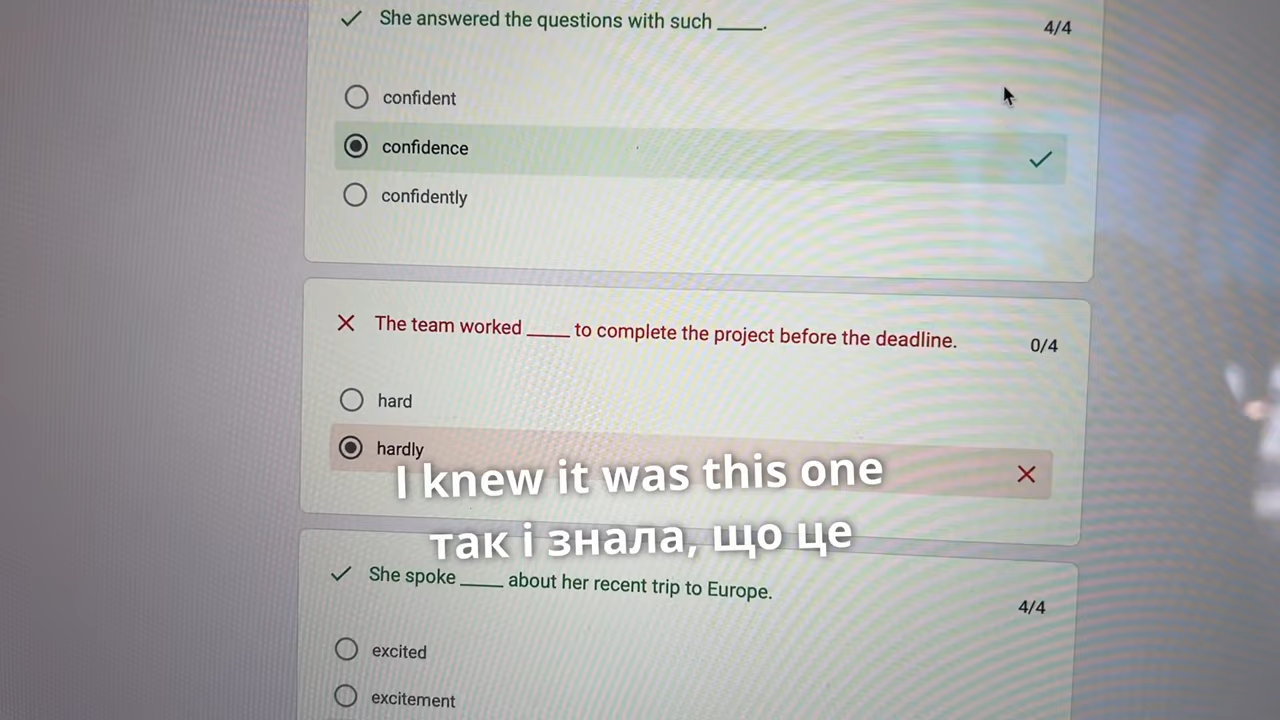 She answered the questions with such _____.
4/4
confident
confidence
confidently
The team worked _____ to complete the project before the deadline.
0/4
hard
hardly
I knew it was this one
так і знала, що це
She spoke _____ about her recent trip to Europe.
4/4
excited
excitement